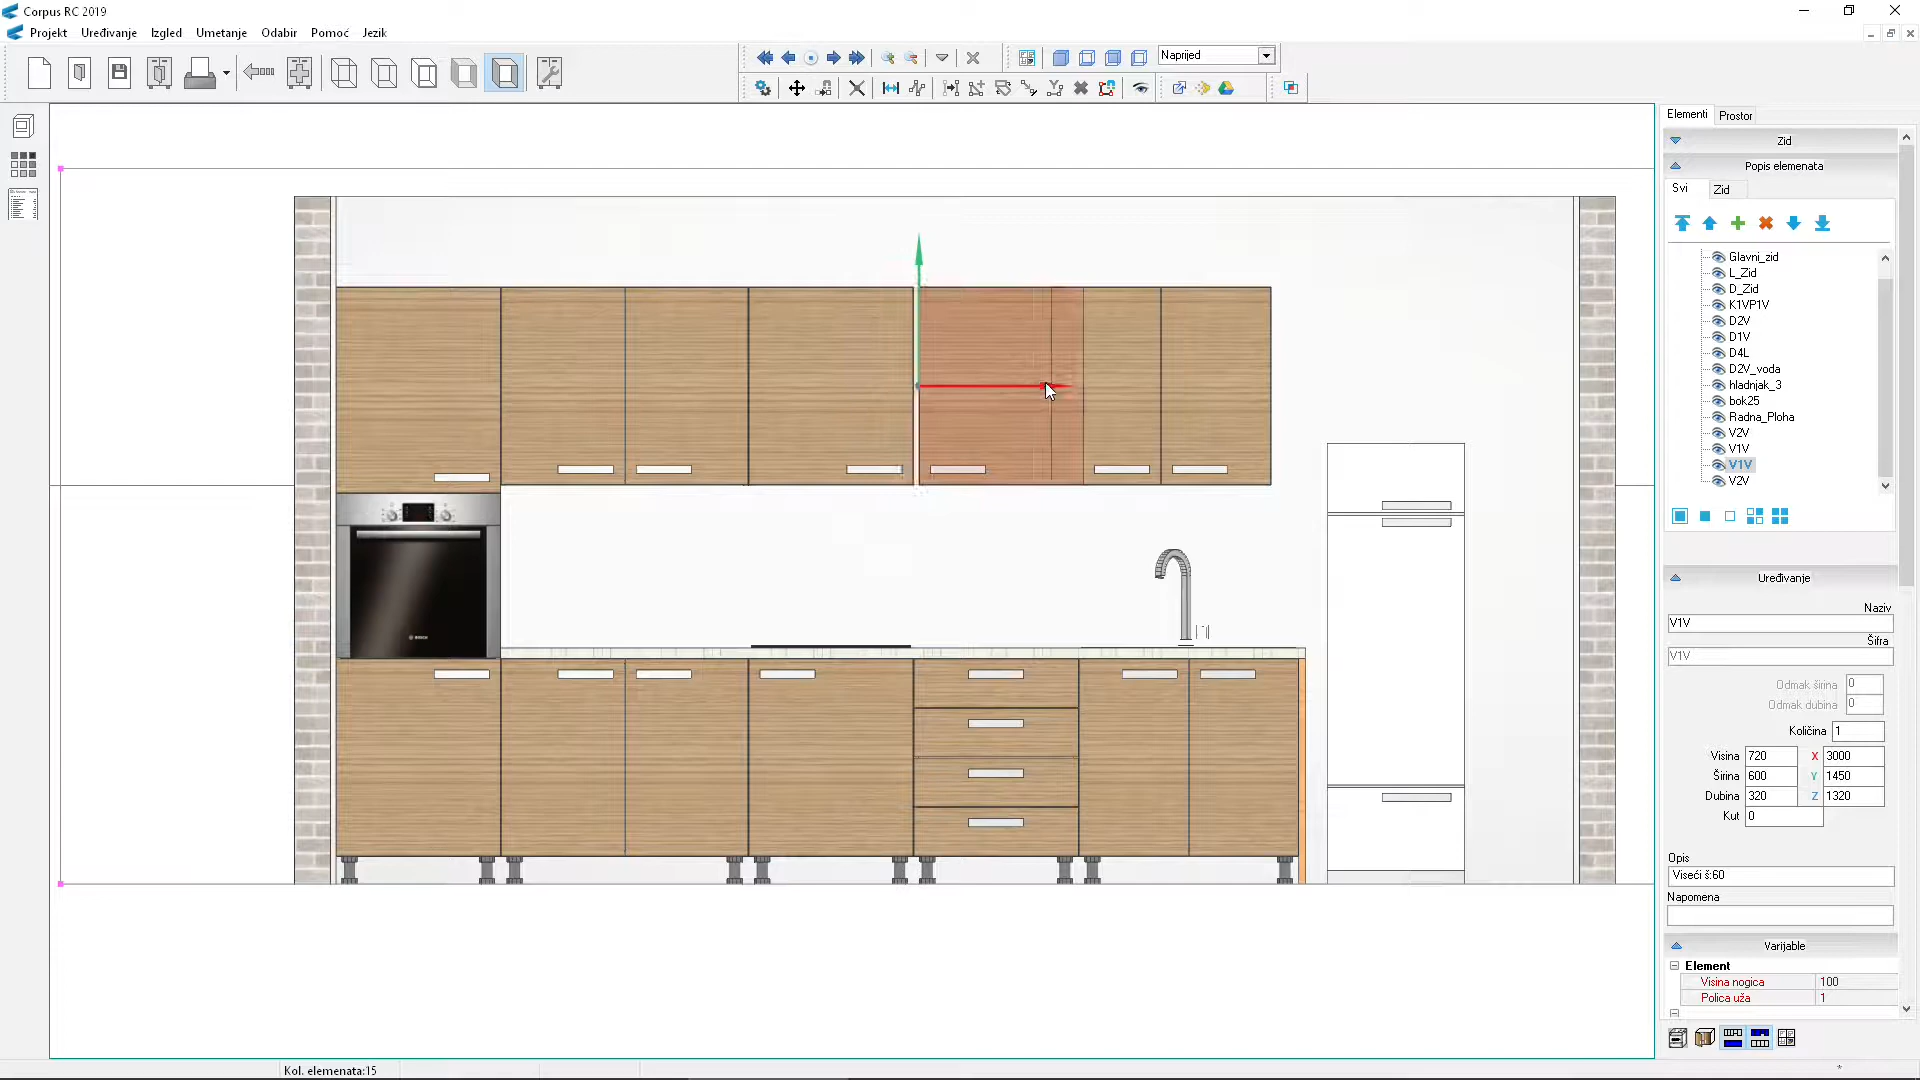 Corpus RC 2019
Projekt Uređivanje Izgled Umetanje Odabir Pomoć Jezik
Naprijed
Elementi Prostor
Zid
Popis elemenata
Svi Zid
Glavni_zid
L_Zid
D_Zid
K1VP1V
D2V
D1V
D4L
D2V_voda
hladnjak_3
bok25
Radna_Ploha
V2V
V1V
V1V
V2V
Uređivanje
Naziv
V1V
Šifra
V1V
Odmak širina 0
Odmak dubina 0
Količina 1
Visina 720 X 3000
Širina 600 Y 1450
Dubina 320 Z 1320
Kut 0
Opis
Viseći š:60
Napomena
Varijable
Element
Visina nogica 100
Polica uža 1
Kol. elemenata:15